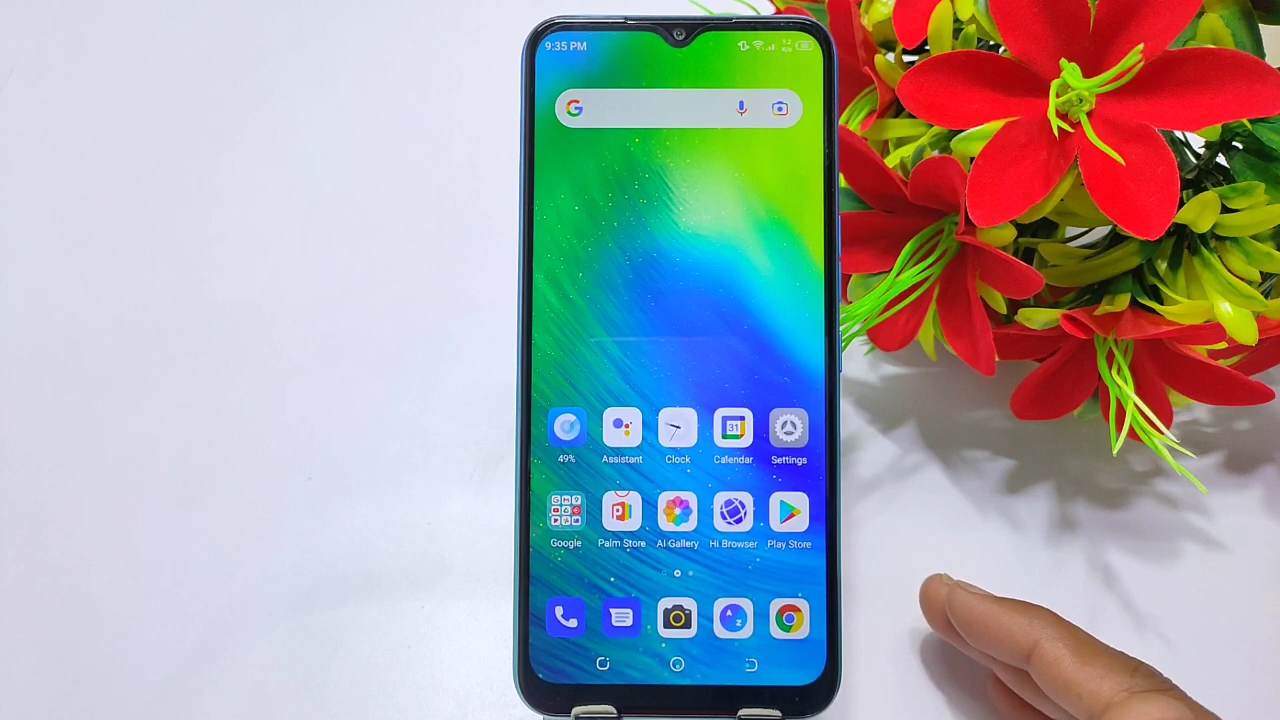 9:35 PM
49%
Assistant
Clock
Calendar
Settings
Google
Palm Store
AI Gallery
Hi Browser
Play Store
31
A
Z